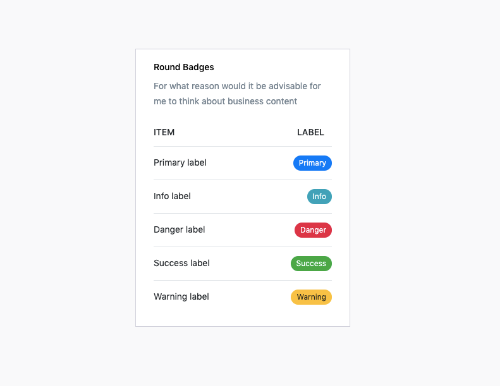 Round Badges
For what reason would it be advisable for
me to think about business content
ITEM LABEL
Primary label Primary
Info label Info
Danger label Danger
Success label Success
Warning label Warning